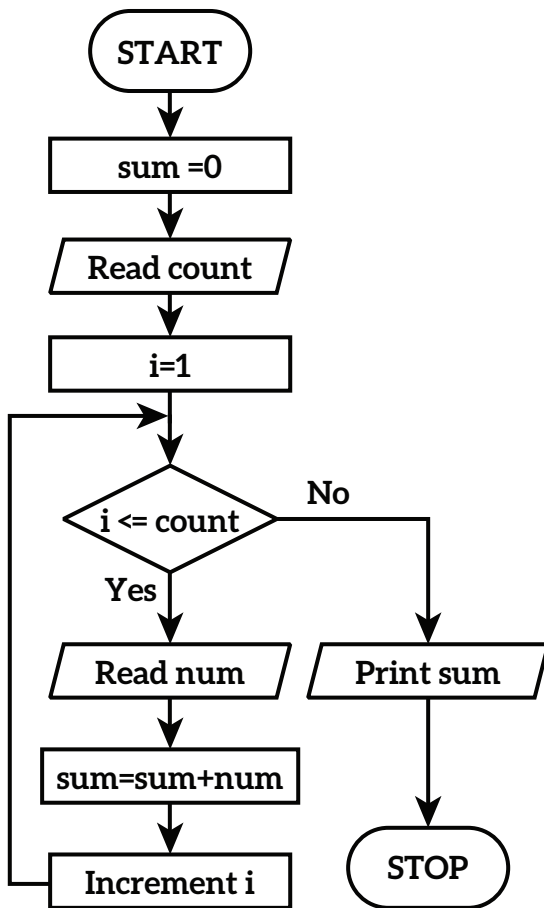 START
sum =0
Read count
i=1
i <= count
No
Yes
Read num
Print sum
sum=sum+num
Increment i
STOP